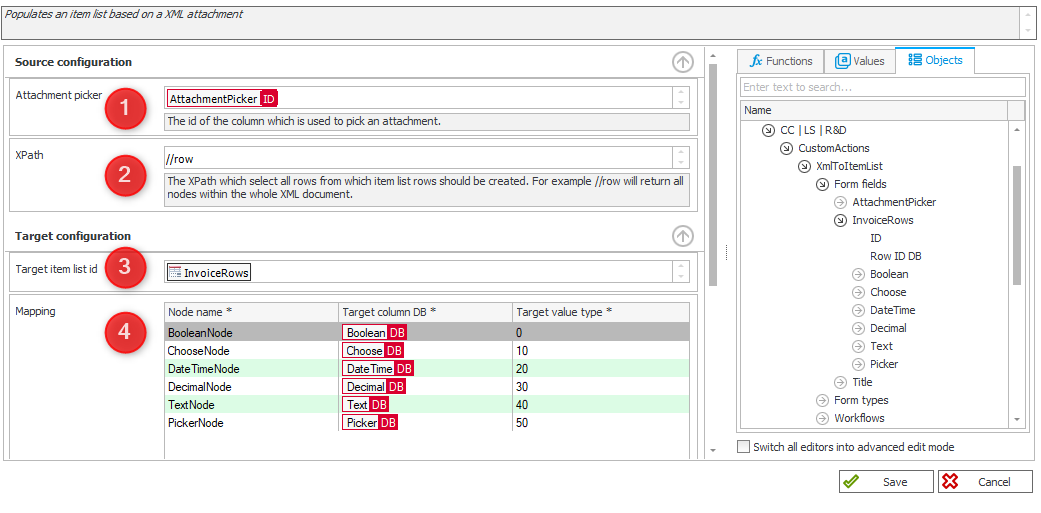 Populates an item list based on a XML attachment
Source configuration
Attachment picker
1
AttachmentPicker ID
The id of the column which is used to pick an attachment.
XPath
2
//row
The XPath which select all rows from which item list rows should be created. For example //row will return all
nodes within the whole XML document.
Target configuration
Target item list id
3
InvoiceRows
Mapping
4
Node name * Target column DB * Target value type *
BooleanNode Boolean DB 0
ChooseNode Choose DB 10
DateTimeNode DateTime DB 20
DecimalNode Decimal DB 30
TextNode Text DB 40
PickerNode Picker DB 50
fx Functions
a Values
Objects
Enter text to search...
Name
CC | LS | R&D
CustomActions
XmlToItemList
Form fields
AttachmentPicker
InvoiceRows
ID
Row ID DB
Boolean
Choose
DateTime
Decimal
Text
Picker
Title
Form types
Workflows
Switch all editors into advanced edit mode
Save
Cancel